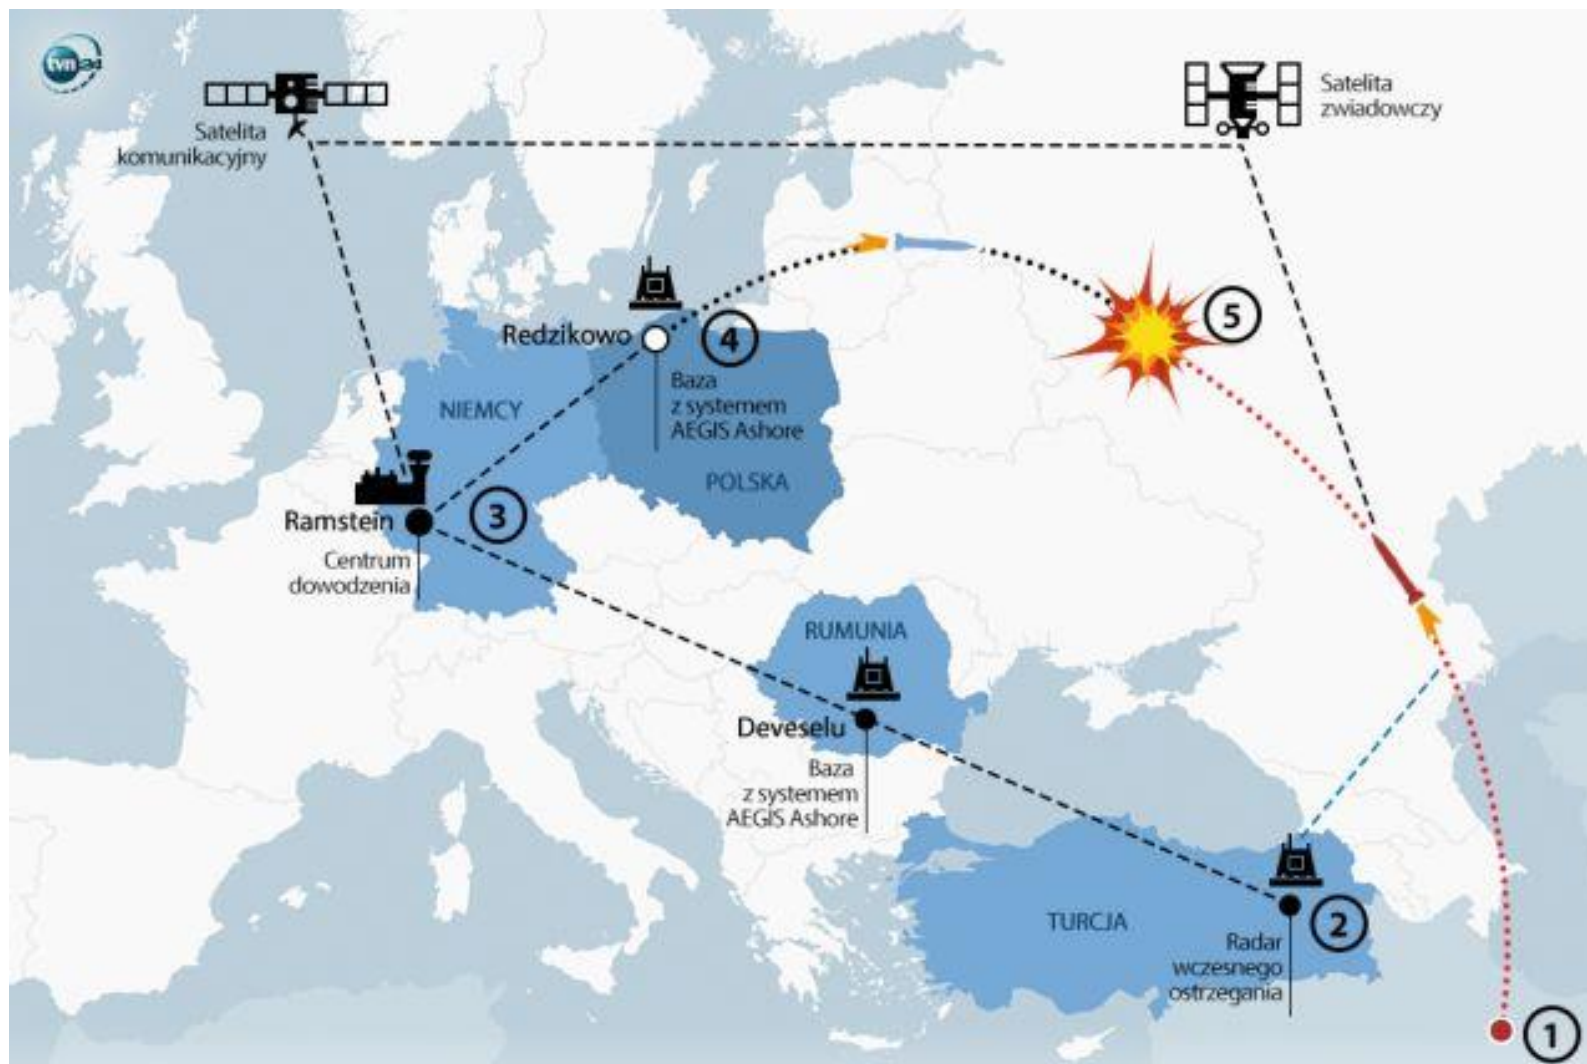 tvn24
Satelita
komunikacyjny
Satelita
zwiadowczy
5
Redzikowo
4
Baza
z systemem
AEGIS Ashore
NIEMCY
POLSKA
Ramstein
3
Centrum
dowodzenia
RUMUNIA
Deveselu
Baza
z systemem
AEGIS Ashore
TURCJA
2
Radar
wczesnego
ostrzegania
1